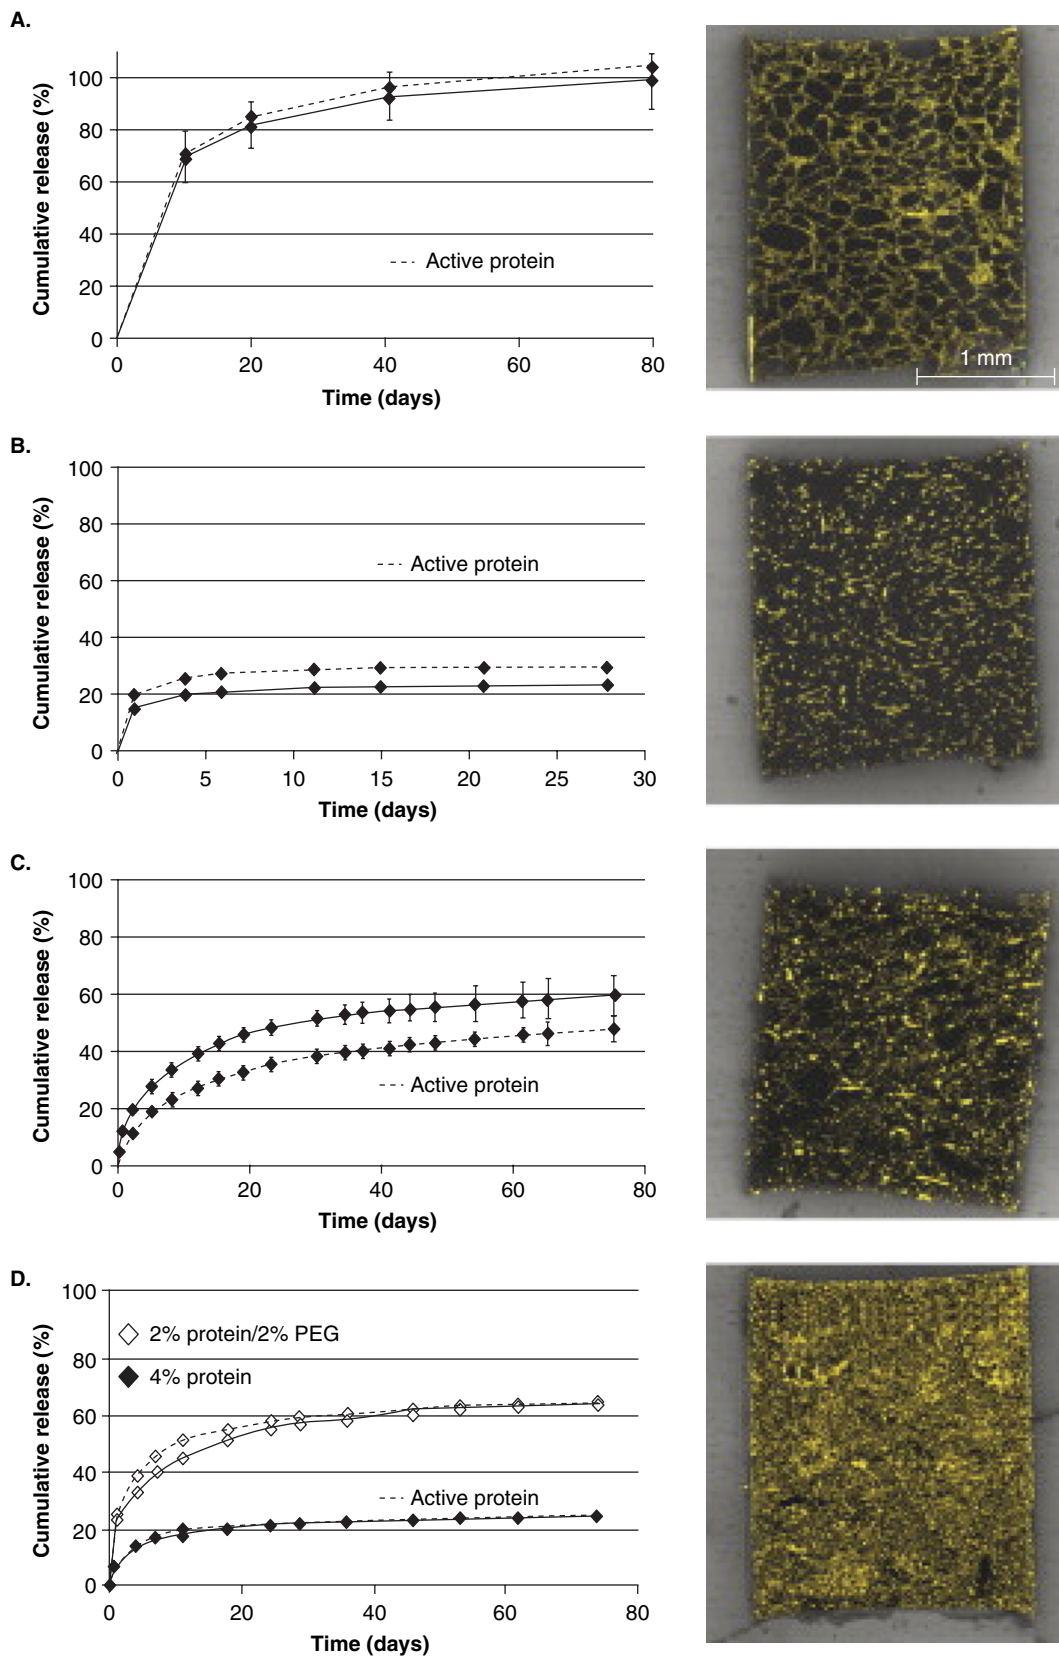 A.
Cumulative release (%)
100
80
60
40
20
0
Active protein
0 20 40 60 80
Time (days)
1 mm
B.
Cumulative release (%)
100
80
60
40
20
0
Active protein
0 5 10 15 20 25 30
Time (days)
C.
Cumulative release (%)
100
80
60
40
20
0
Active protein
0 20 40 60 80
Time (days)
D.
Cumulative release (%)
100
80
60
40
20
0
2% protein/2% PEG
4% protein
Active protein
0 20 40 60 80
Time (days)